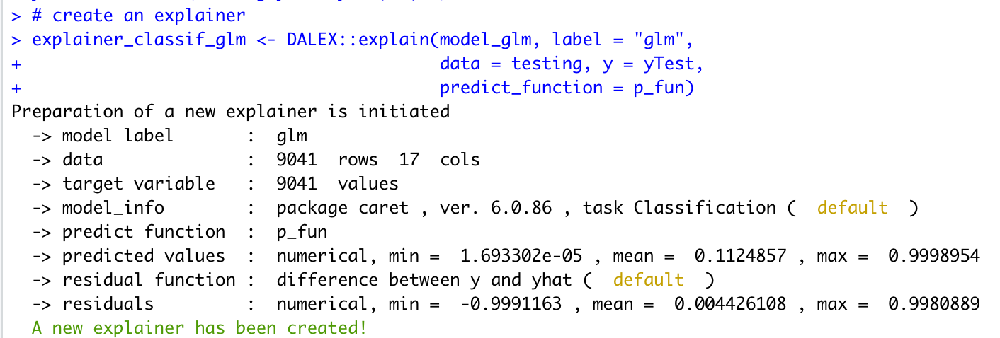 > # create an explainer
> explainer_classif_glm <- DALEX::explain(model_glm, label = "glm",
+                                         data = testing, y = yTest,
+                                         predict_function = p_fun)
Preparation of a new explainer is initiated
  -> model label       :  glm
  -> data              :  9041  rows  17  cols
  -> target variable   :  9041  values
  -> model_info        :  package caret , ver. 6.0.86 , task Classification (  default  )
  -> predict function  :  p_fun
  -> predicted values  :  numerical, min =  1.693302e-05 , mean =  0.1124857 , max =  0.9998954
  -> residual function :  difference between y and yhat (  default  )
  -> residuals         :  numerical, min =  -0.9991163 , mean =  0.004426108 , max =  0.9980889
  A new explainer has been created!